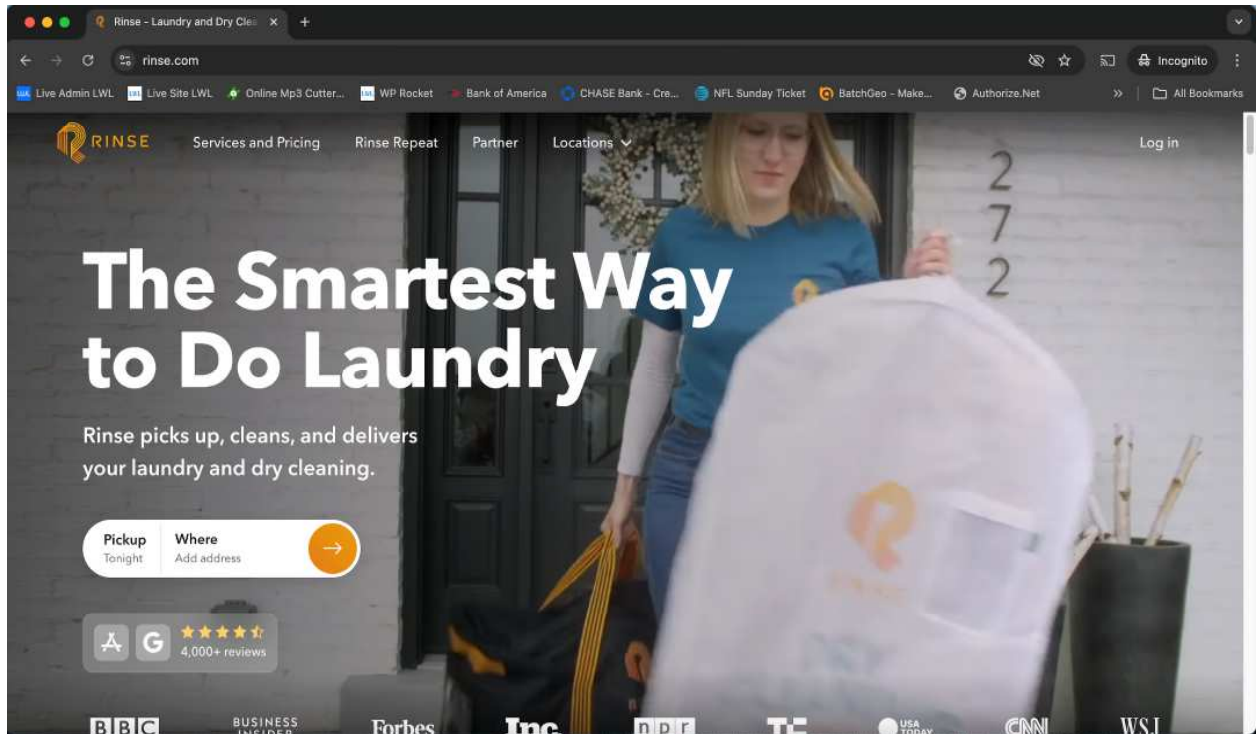 Rinse - Laundry and Dry Clea
rinse.com
Incognito
Live Admin LWL
Live Site LWL
Online Mp3 Cutter...
WP Rocket
Bank of America
CHASE Bank - Cre...
NFL Sunday Ticket
BatchGeo - Make...
Authorize.Net
All Bookmarks
RINSE
Services and Pricing
Rinse Repeat
Partner
Locations
Log in
2
7
2
The Smartest Way
to Do Laundry
Rinse picks up, cleans, and delivers
your laundry and dry cleaning.
Pickup
Tonight
Where
Add address
G
4,000+ reviews
BBC
BUSINESS
INSIDER
Forbes
Inc.
npr
USA
TODAY
CNN
WSJ